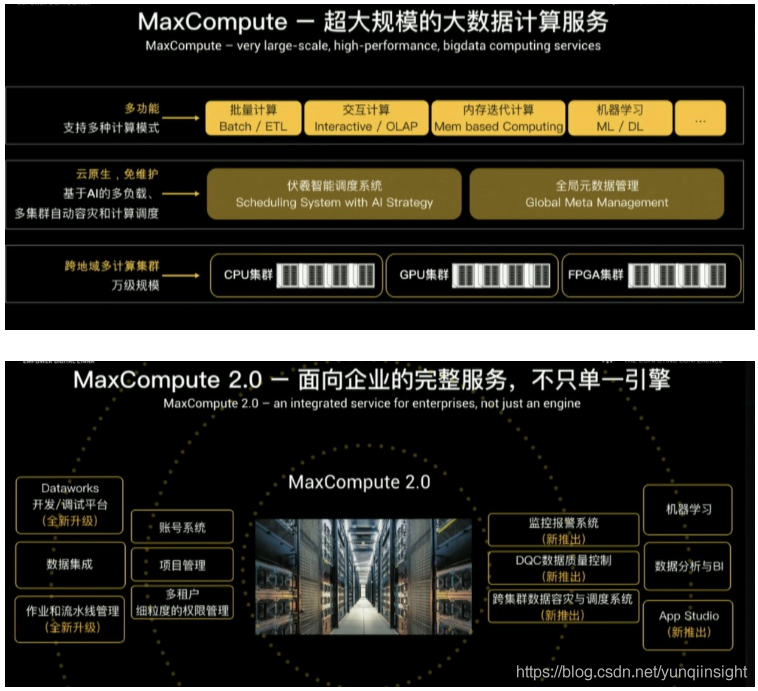 MaxCompute — 超大规模的大数据计算服务
MaxCompute – very large-scale, high-performance, bigdata computing services
多功能
支持多种计算模式
批量计算
Batch / ETL
交互计算
Interactive / OLAP
内存迭代计算
Mem based Computing
机器学习
ML / DL
...
云原生，免维护
基于AI的多负载、
多集群自动容灾和计算调度
伏羲智能调度系统
Scheduling System with AI Strategy
全局元数据管理
Global Meta Management
跨地域多计算集群
万级规模
CPU集群
GPU集群
FPGA集群
MaxCompute 2.0 — 面向企业的完整服务，不只单一引擎
MaxCompute 2.0 – an integrated service for enterprises, not just an engine
MaxCompute 2.0
Dataworks
开发/调试平台
(全新升级)
数据集成
作业和流水线管理
(全新升级)
账号系统
项目管理
多租户
细粒度的权限管理
监控报警系统
(新推出)
DQC数据质量控制
(新推出)
跨集群数据容灾与调度系统
(新推出)
机器学习
数据分析与BI
App Studio
(新推出)
https://blog.csdn.net/yunqiinsight